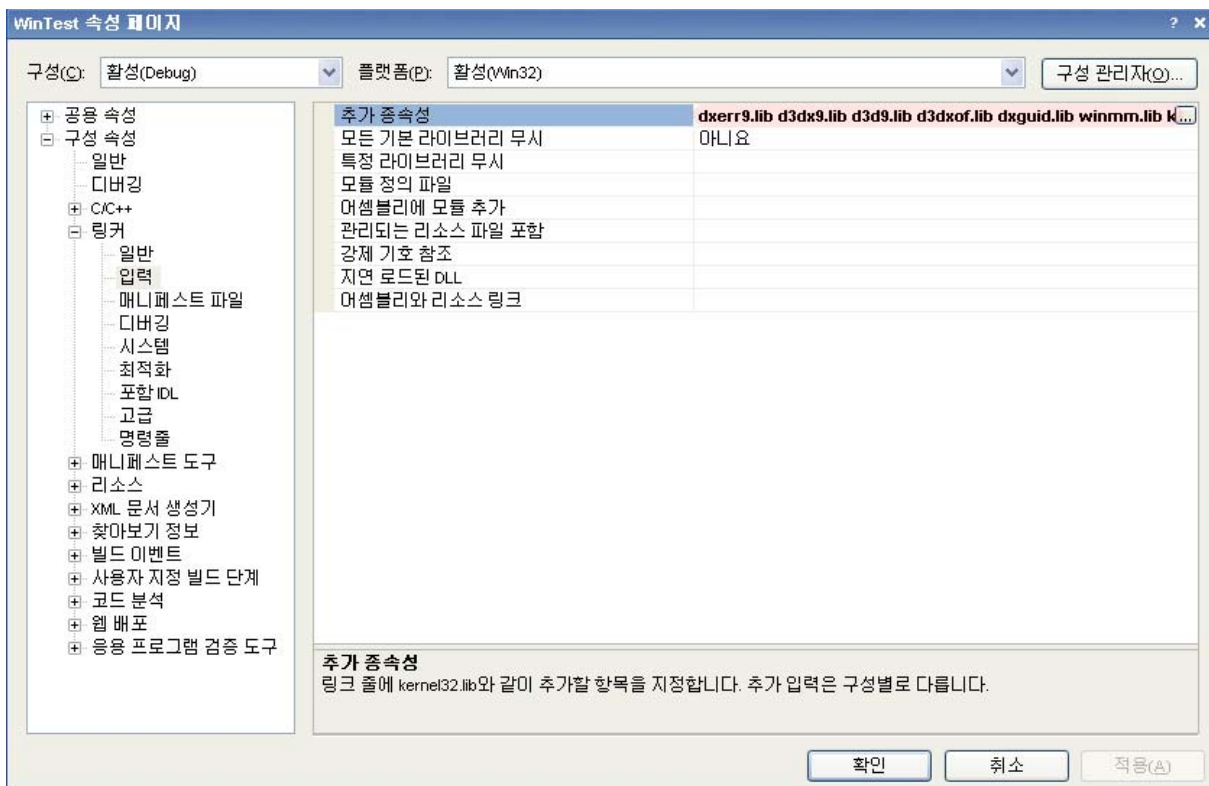 WinTest 속성 페이지
구성(C): 활성(Debug) 플랫폼(P): 활성(Win32) 구성 관리자(O)...
공용 속성
구성 속성
일반
디버깅
C/C++
링커
일반
입력
매니페스트 파일
디버깅
시스템
최적화
포함 IDL
고급
명령줄
매니페스트 도구
리소스
XML 문서 생성기
찾아보기 정보
빌드 이벤트
사용자 지정 빌드 단계
코드 분석
웹 배포
응용 프로그램 검증 도구
추가 종속성 dxerr9.lib d3dx9.lib d3d9.lib d3dxof.lib dxguid.lib winmm.lib k...
모든 기본 라이브러리 무시 아니요
특정 라이브러리 무시
모듈 정의 파일
어셈블리에 모듈 추가
관리되는 리소스 파일 포함
강제 기호 참조
지연 로드된 DLL
어셈블리와 리소스 링크
추가 종속성
링크 줄에 kernel32.lib와 같이 추가할 항목을 지정합니다. 추가 입력은 구성별로 다릅니다.
확인 취소 적용(A)